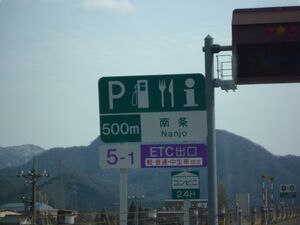 P i
500m 南条
Nanjo
5-1 ETC出口
軽・普通・中型車限定
コンビニ
24H